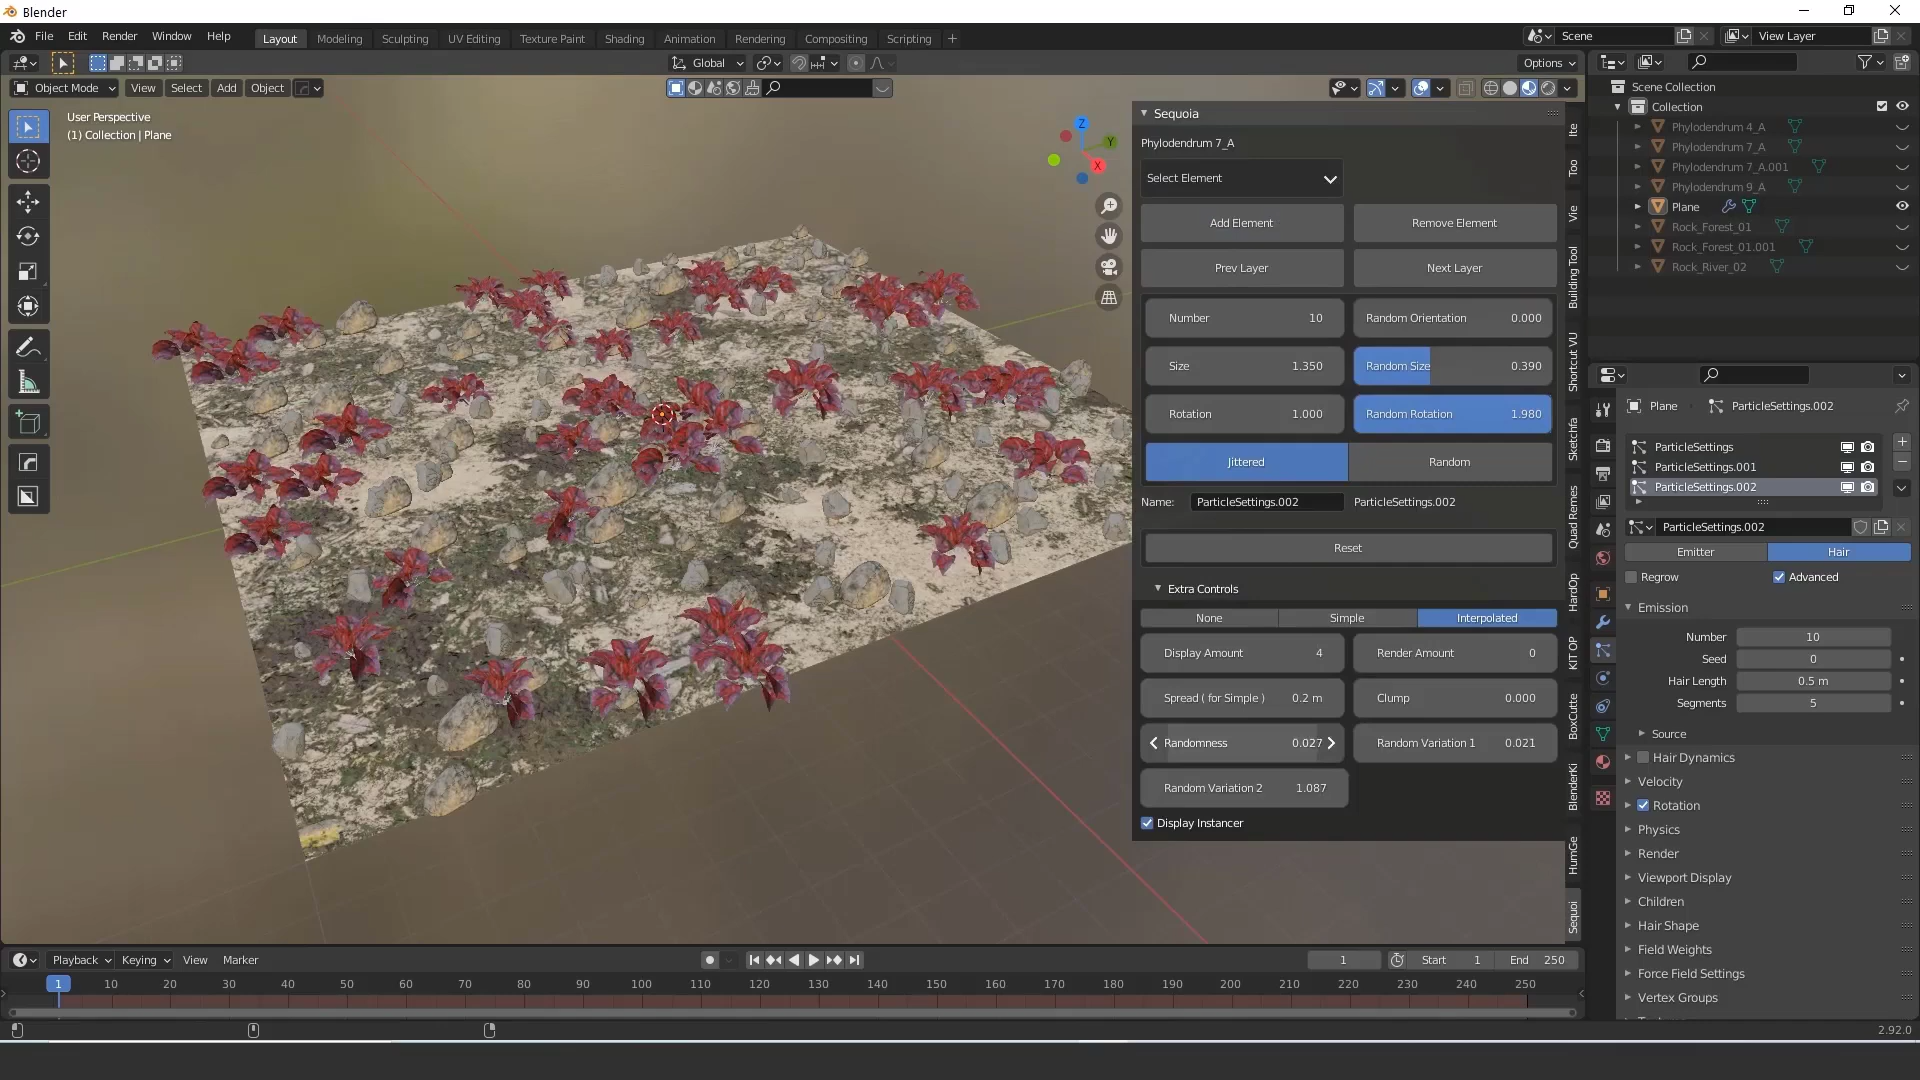 Blender
File Edit Render Window Help Layout Modeling Sculpting UV Editing Texture Paint Shading Animation Rendering Compositing Scripting + Scene View Layer
Global Options
Object Mode View Select Add Object
User Perspective
(1) Collection | Plane
Z
Y
X
Sequoia
Phylodendrum 7_A
Select Element
Add Element Remove Element
Prev Layer Next Layer
Number 10 Random Orientation 0.000
Size 1.350 Random Size 0.390
Rotation 1.000 Random Rotation 1.980
Jittered Random
Name: ParticleSettings.002 ParticleSettings.002
Reset
Extra Controls
None Simple Interpolated
Display Amount 4 Render Amount 0
Spread ( for Simple ) 0.2 m Clump 0.000
Randomness 0.027 Random Variation 1 0.021
Random Variation 2 1.087
Display Instancer
Ite
Too
Vie
Building Tool
Shortcut VU
Sketchfa
Quad Remes
HardOp
KIT OP
BoxCutte
BlenderKi
HumGe
Sequoi
Scene Collection
Collection
Phylodendrum 4_A
Phylodendrum 7_A
Phylodendrum 7_A.001
Phylodendrum 9_A
Plane
Rock_Forest_01
Rock_Forest_01.001
Rock_River_02
Plane ParticleSettings.002
ParticleSettings
ParticleSettings.001
ParticleSettings.002
ParticleSettings.002
Emitter Hair
Regrow Advanced
Emission
Number 10
Seed 0
Hair Length 0.5 m
Segments 5
Source
Hair Dynamics
Velocity
Rotation
Physics
Render
Viewport Display
Children
Hair Shape
Field Weights
Force Field Settings
Vertex Groups
Playback Keying View Marker 1 Start 1 End 250
1 10 20 30 40 50 60 70 80 90 100 110 120 130 140 150 160 170 180 190 200 210 220 230 240 250
2.92.0